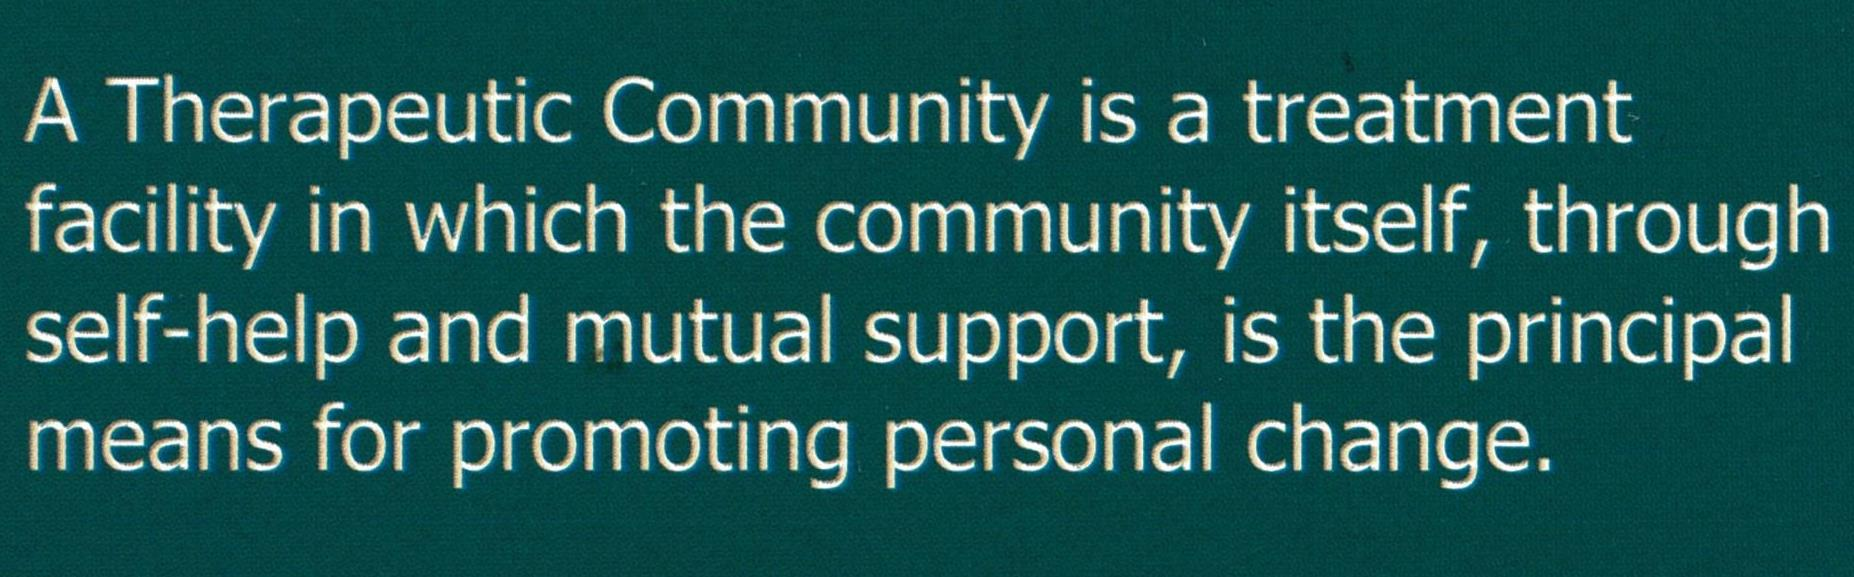 A Therapeutic Community is a treatment
facility in which the community itself, through
self-help and mutual support, is the principal
means for promoting personal change.